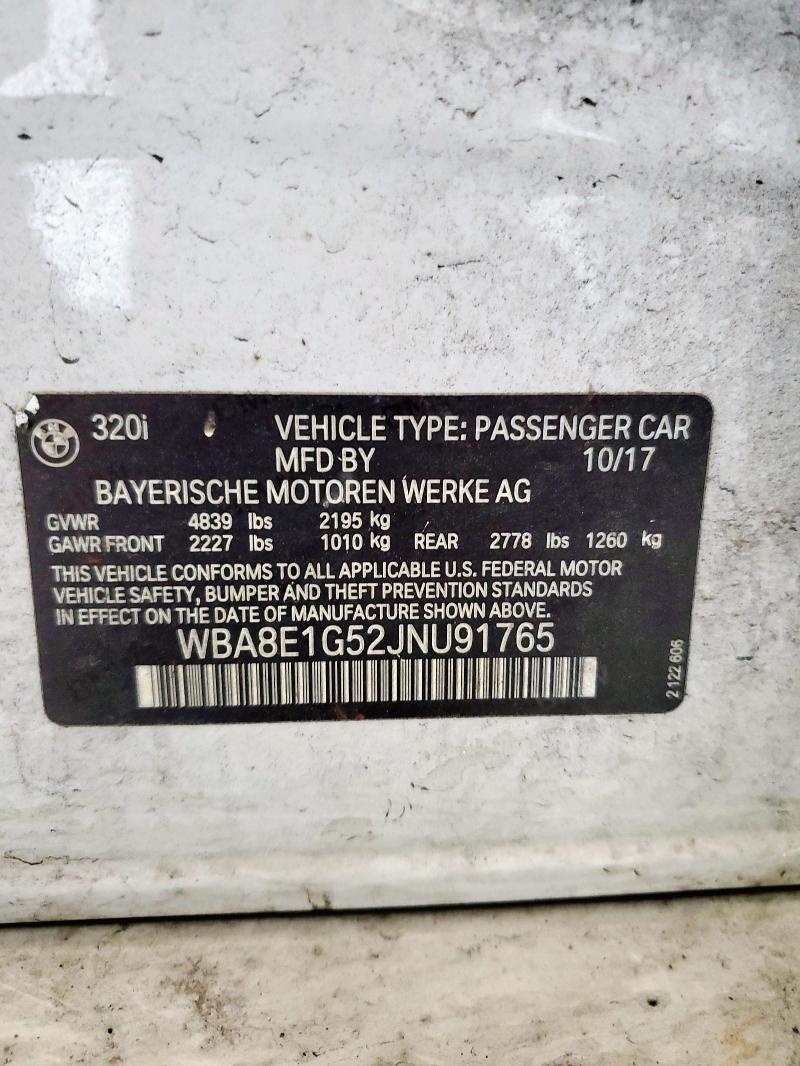 320i VEHICLE TYPE: PASSENGER CAR
MFD BY 10/17
BAYERISCHE MOTOREN WERKE AG
GVWR 4839 lbs 2195 kg
GAWR FRONT 2227 lbs 1010 kg REAR 2778 lbs 1260 kg
THIS VEHICLE CONFORMS TO ALL APPLICABLE U.S. FEDERAL MOTOR
VEHICLE SAFETY, BUMPER AND THEFT PREVENTION STANDARDS
IN EFFECT ON THE DATE OF MANUFACTURE SHOWN ABOVE.
WBA8E1G52JNU91765
2 122 606